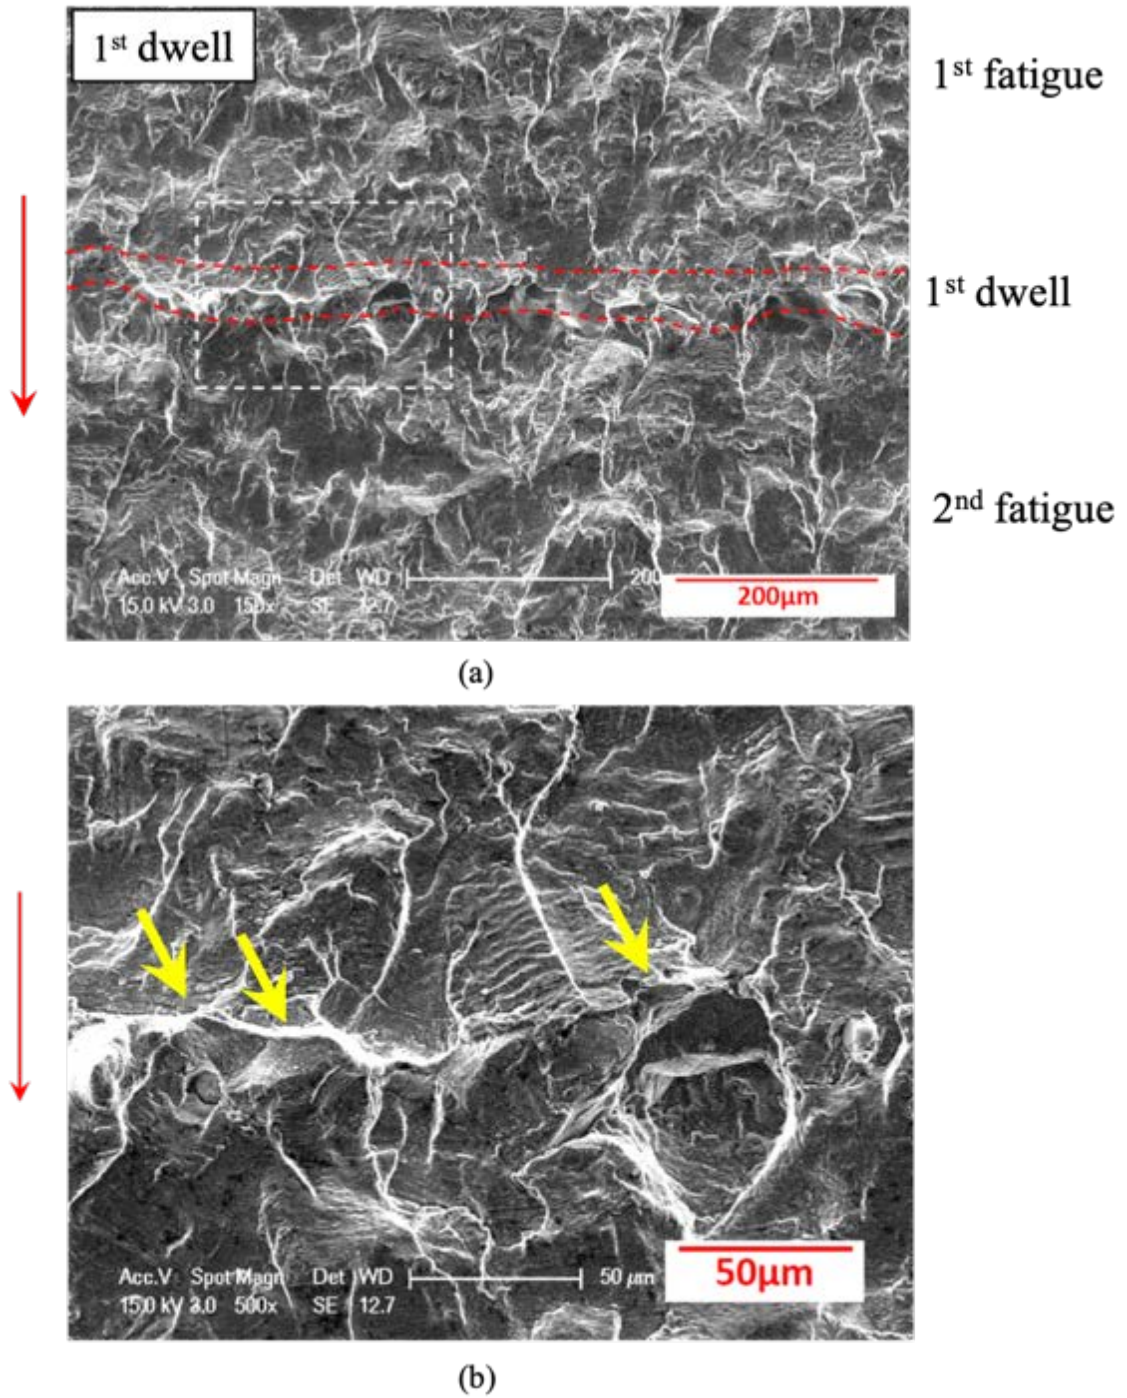 1st dwell
1st fatigue
1st dwell
2nd fatigue
Acc.V Spot Magn Det WD 200
15.0 kV 3.0 150x SE 12.7
200µm
(a)
Acc.V Spot Magn Det WD 50 µm
15.0 kV 3.0 500x SE 12.7
50µm
(b)